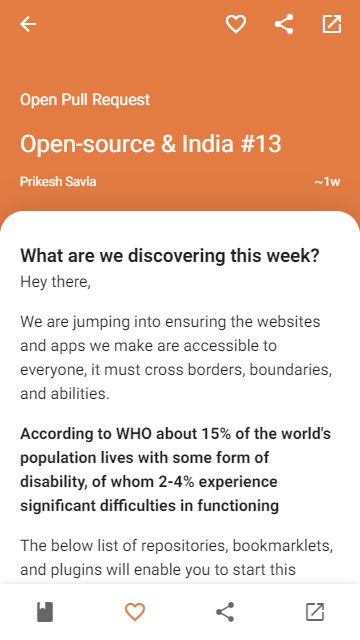 Open Pull Request
Open-source & India #13
Prikesh Savla
~1w
What are we discovering this week?
Hey there,
We are jumping into ensuring the websites
and apps we make are accessible to
everyone, it must cross borders, boundaries,
and abilities.
According to WHO about 15% of the world's
population lives with some form of
disability, of whom 2-4% experience
significant difficulties in functioning
The below list of repositories, bookmarklets,
and plugins will enable you to start this